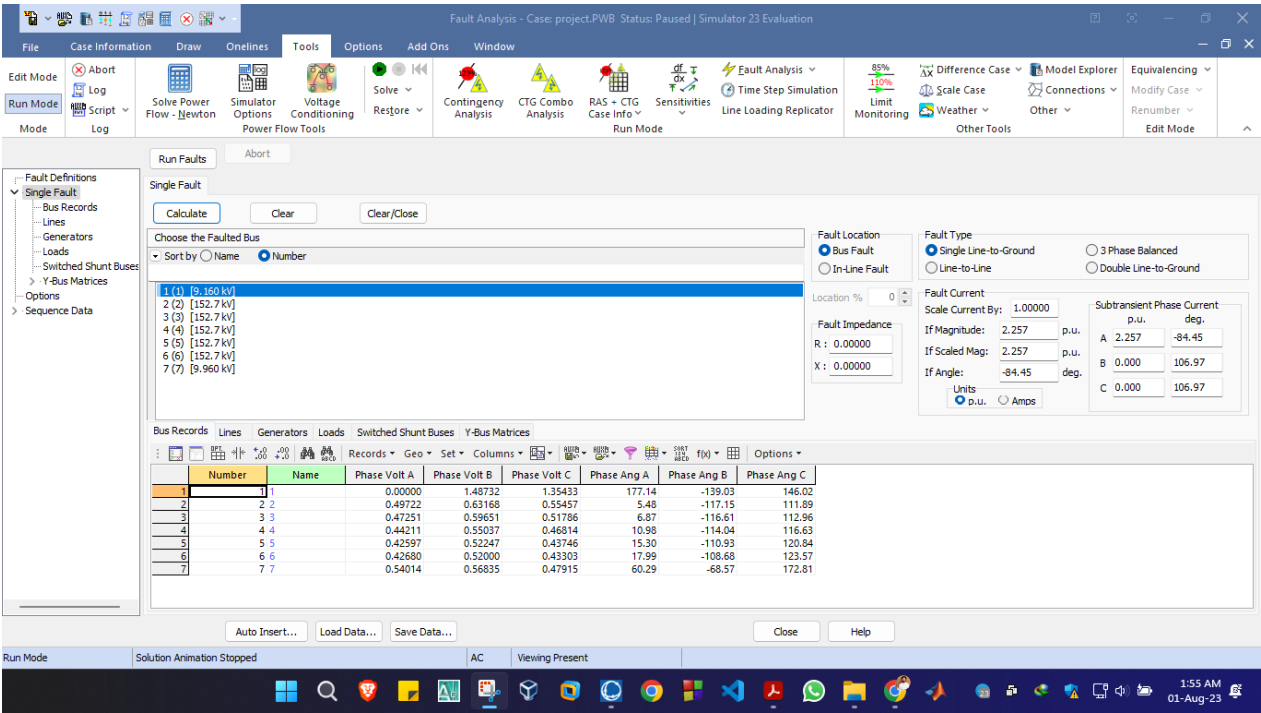 Fault Analysis - Case: project.PWB Status: Paused | Simulator 23 Evaluation
File Case Information Draw Onelines Tools Options Add Ons Window
Edit Mode
Run Mode
Mode
Abort
Log
Script
Log
Solve Power Flow - Newton
Simulator Options
Voltage Conditioning
Solve
Restore
Power Flow Tools
Contingency Analysis
CTG Combo Analysis
RAS + CTG Case Info
Sensitivities
Fault Analysis
Time Step Simulation
Line Loading Replicator
Run Mode
85%
110%
Limit Monitoring
Difference Case
Scale Case
Weather
Model Explorer
Connections
Other
Other Tools
Equivalencing
Modify Case
Renumber
Edit Mode
Run Faults Abort
Fault Definitions
Single Fault
Bus Records
Lines
Generators
Loads
Switched Shunt Buses
Y-Bus Matrices
Options
Sequence Data
Single Fault
Calculate Clear Clear/Close
Choose the Faulted Bus
Sort by Name Number
1 (1) [9.160 kV]
2 (2) [152.7 kV]
3 (3) [152.7 kV]
4 (4) [152.7 kV]
5 (5) [152.7 kV]
6 (6) [152.7 kV]
7 (7) [9.960 kV]
Fault Location
Bus Fault
In-Line Fault
Location % 0
Fault Impedance
R : 0.00000
X : 0.00000
Fault Type
Single Line-to-Ground 3 Phase Balanced
Line-to-Line Double Line-to-Ground
Fault Current
Scale Current By: 1.00000
If Magnitude: 2.257 p.u.
If Scaled Mag: 2.257 p.u.
If Angle: -84.45 deg.
Units
p.u. Amps
Subtransient Phase Current
p.u. deg.
A 2.257 -84.45
B 0.000 106.97
C 0.000 106.97
Bus Records Lines Generators Loads Switched Shunt Buses Y-Bus Matrices
Records Geo Set Columns f(x) Options
Number Name Phase Volt A Phase Volt B Phase Volt C Phase Ang A Phase Ang B Phase Ang C
1 1 1 0.00000 1.48732 1.35433 177.14 -139.03 146.02
2 2 2 0.49722 0.63168 0.55457 5.48 -117.15 111.89
3 3 3 0.47251 0.59651 0.51786 6.87 -116.61 112.96
4 4 4 0.44211 0.55037 0.46814 10.98 -114.04 116.63
5 5 5 0.42597 0.52247 0.43746 15.30 -110.93 120.84
6 6 6 0.42680 0.52000 0.43303 17.99 -108.68 123.57
7 7 7 0.54014 0.56835 0.47915 60.29 -68.57 172.81
Auto Insert... Load Data... Save Data... Close Help
Run Mode Solution Animation Stopped AC Viewing Present
1:55 AM
01-Aug-23